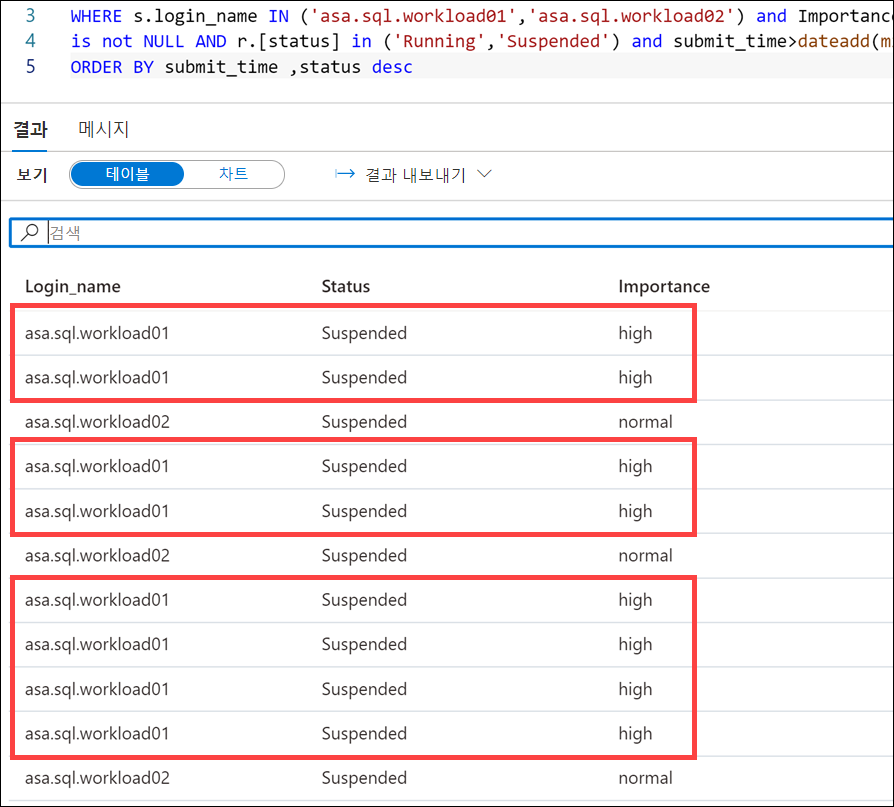 3 WHERE s.login_name IN ('asa.sql.workload01','asa.sql.workload02') and Importanc
4 is not NULL AND r.[status] in ('Running','Suspended') and submit_time>dateadd(m
5 ORDER BY submit_time ,status desc
결과 메시지
보기 테이블 차트 결과 내보내기
검색
Login_name Status Importance
asa.sql.workload01 Suspended high
asa.sql.workload01 Suspended high
asa.sql.workload02 Suspended normal
asa.sql.workload01 Suspended high
asa.sql.workload01 Suspended high
asa.sql.workload02 Suspended normal
asa.sql.workload01 Suspended high
asa.sql.workload01 Suspended high
asa.sql.workload01 Suspended high
asa.sql.workload01 Suspended high
asa.sql.workload02 Suspended normal